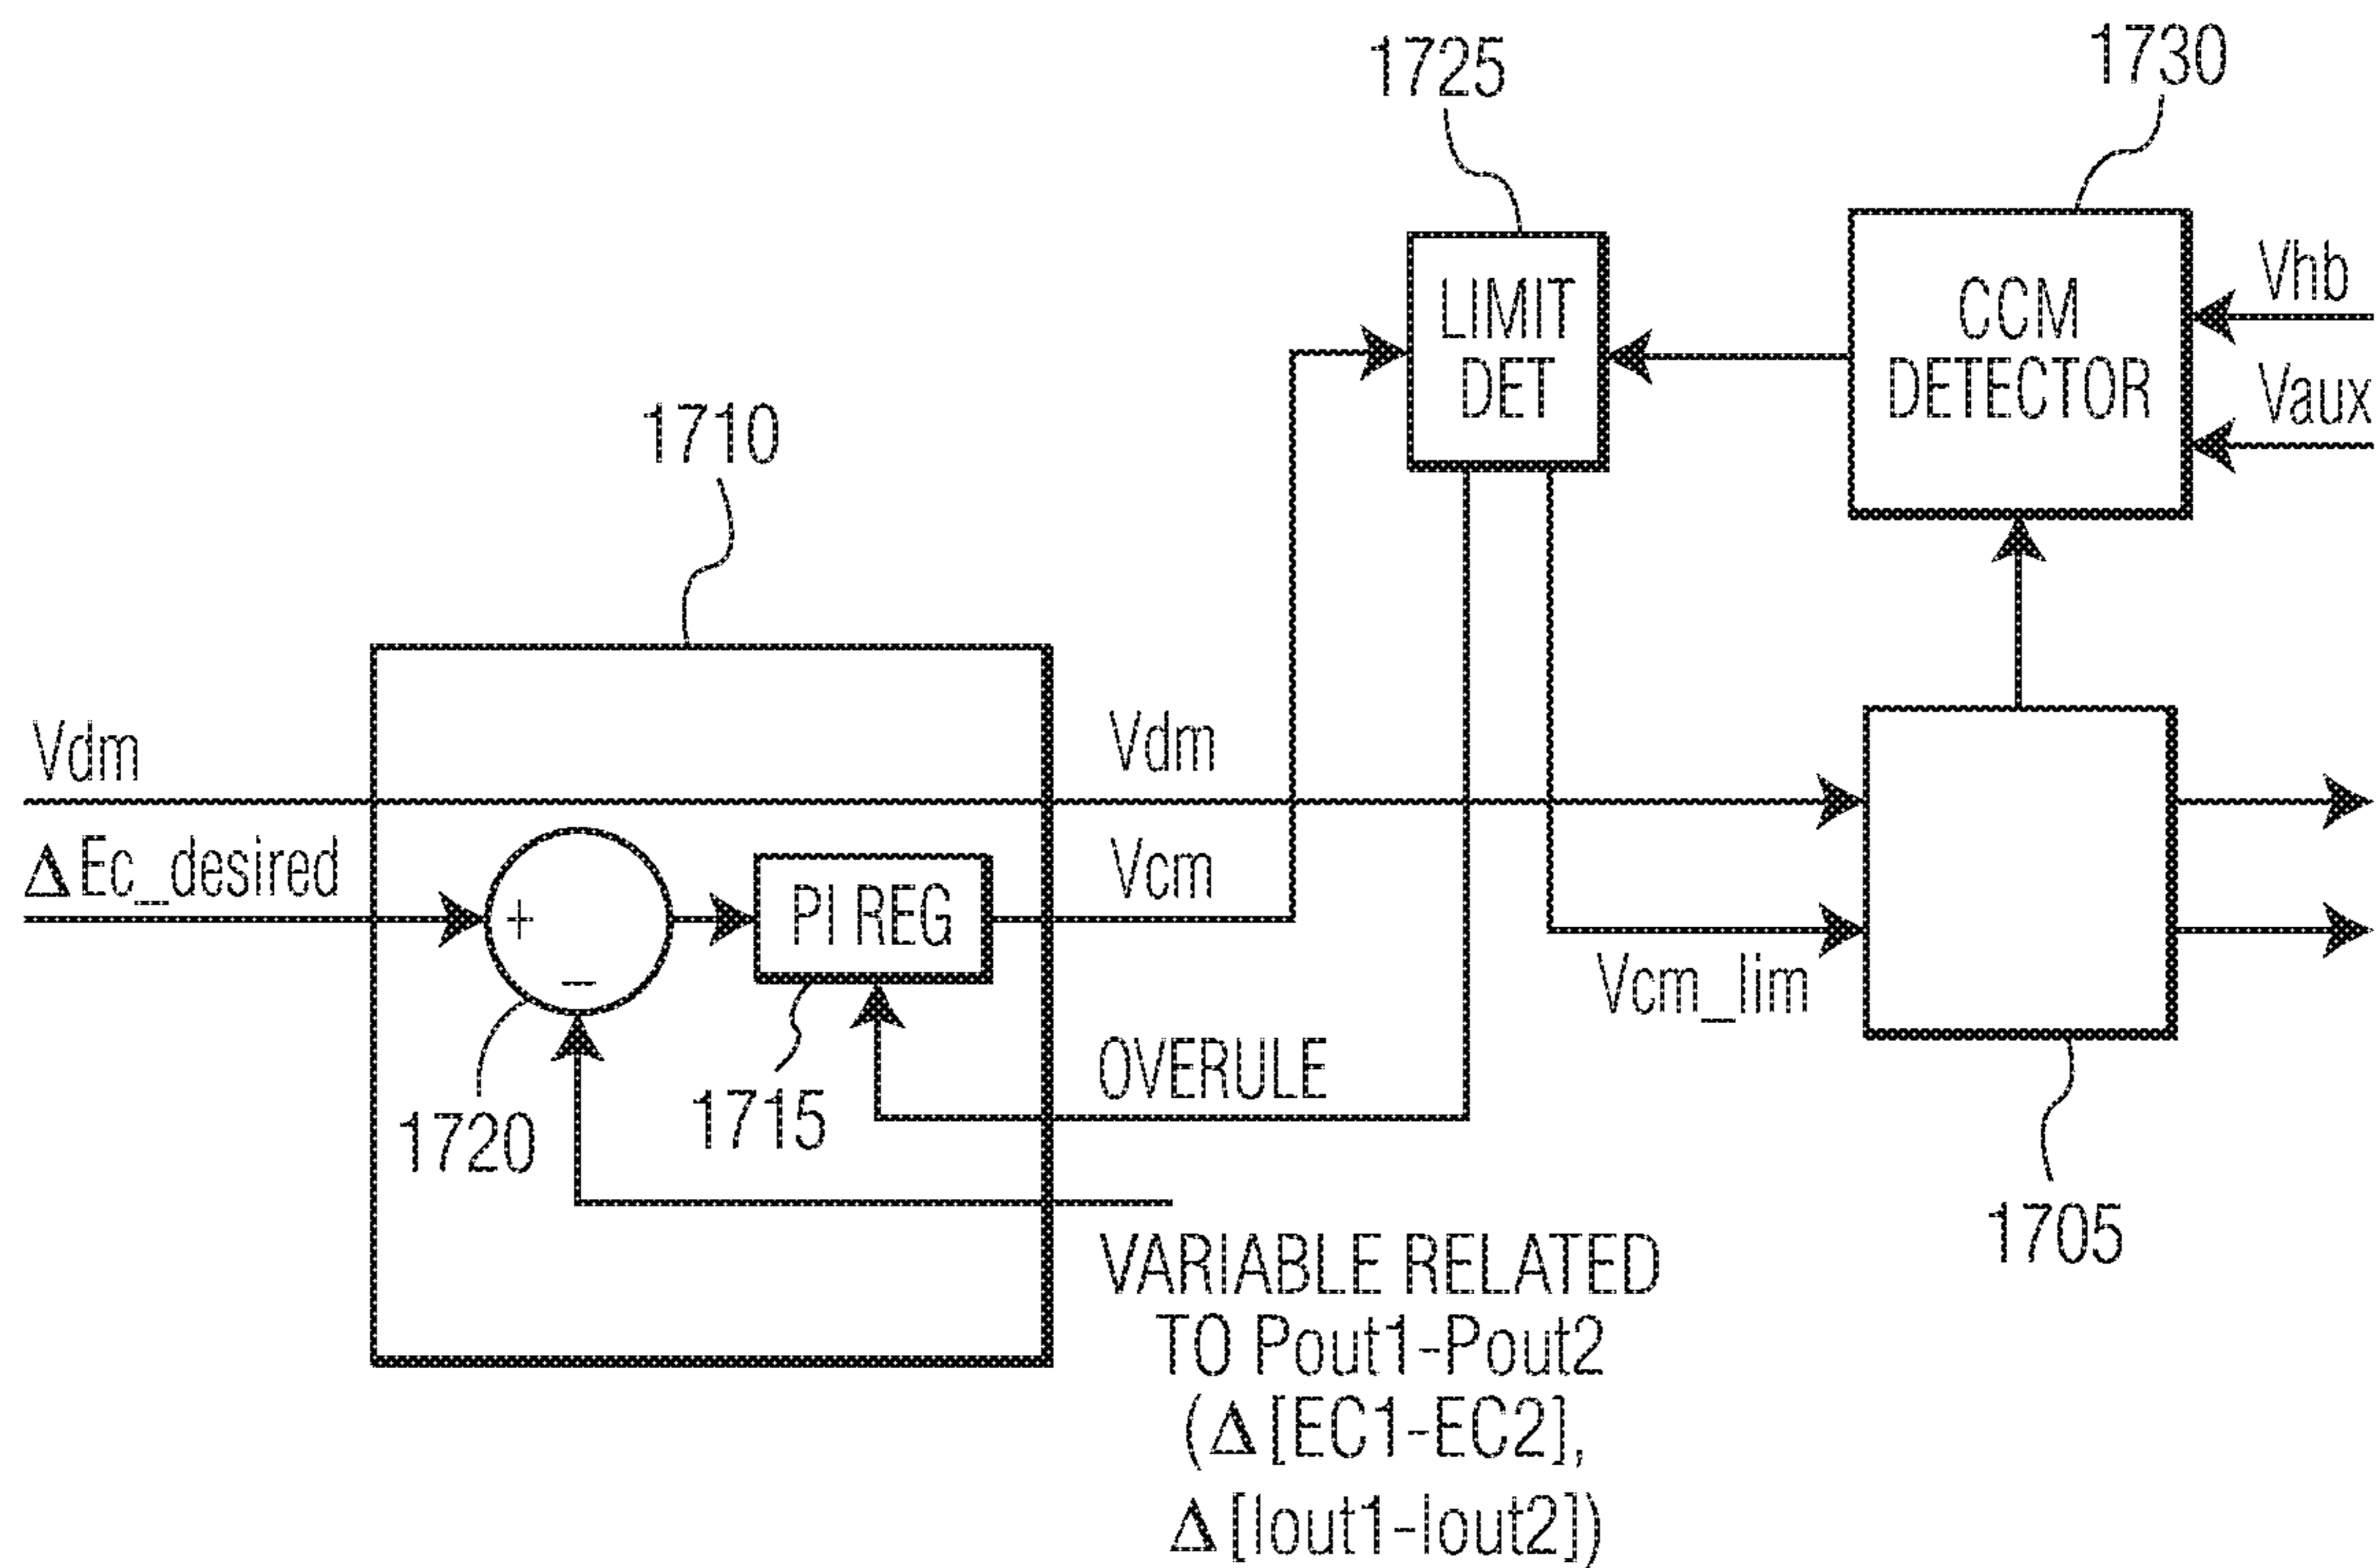 1725
1730
LIMIT
DET
CCM
DETECTOR
Vhb
Vaux
1710
Vdm
Vdm
ΔEc_desired
+
−
PI REG
Vcm
Vcm_lim
OVERULE
1720
1715
1705
VARIABLE RELATED
TO Pout1-Pout2
(Δ[EC1-EC2],
Δ[Iout1-Iout2])